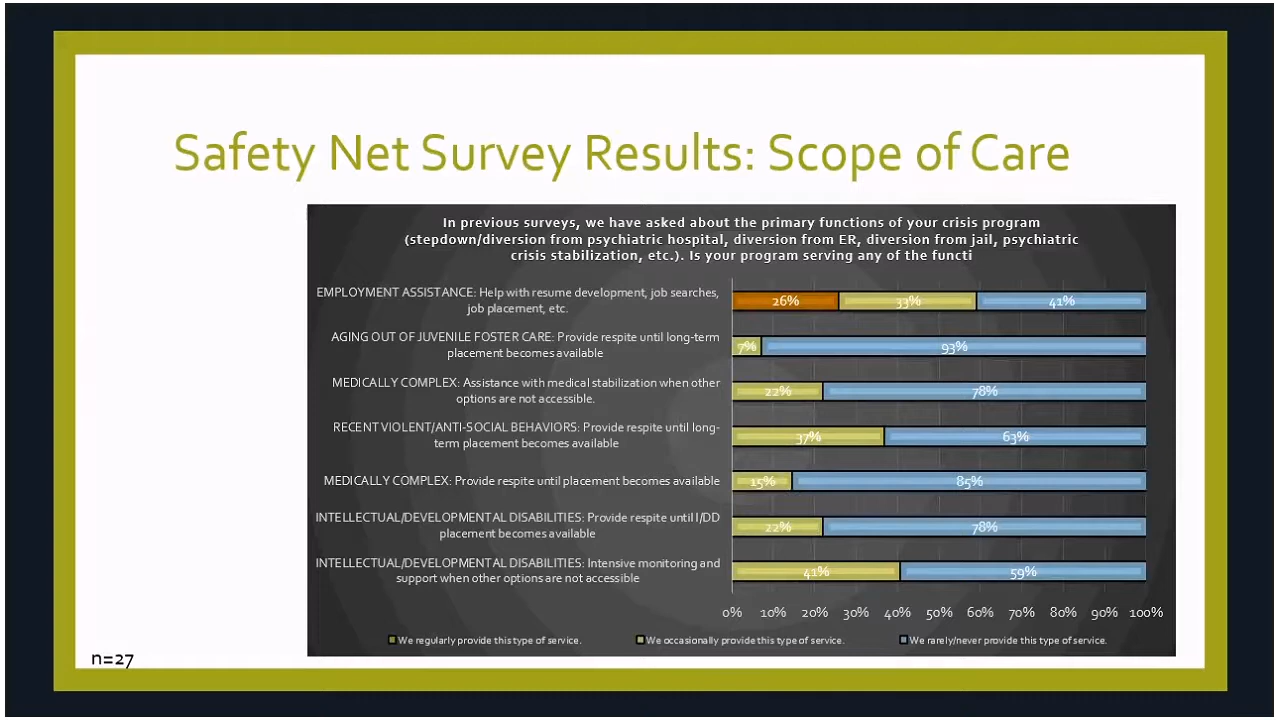 Safety Net Survey Results: Scope of Care
In previous surveys, we have asked about the primary functions of your crisis program
(stepdown/diversion from psychiatric hospital, diversion from ER, diversion from jail, psychiatric
crisis stabilization, etc.). Is your program serving any of the functi
EMPLOYMENT ASSISTANCE: Help with resume development, job searches,
job placement, etc.
26% 33% 41%
AGING OUT OF JUVENILE FOSTER CARE: Provide respite until long-term
placement becomes available
7% 93%
MEDICALLY COMPLEX: Assistance with medical stabilization when other
options are not accessible.
22% 78%
RECENT VIOLENT/ANTI-SOCIAL BEHAVIORS: Provide respite until long-
term placement becomes available
37% 63%
MEDICALLY COMPLEX: Provide respite until placement becomes available
15% 85%
INTELLECTUAL/DEVELOPMENTAL DISABILITIES: Provide respite until I/DD
placement becomes available
22% 78%
INTELLECTUAL/DEVELOPMENTAL DISABILITIES: Intensive monitoring and
support when other options are not accessible
41% 59%
0% 10% 20% 30% 40% 50% 60% 70% 80% 90% 100%
We regularly provide this type of service. We occasionally provide this type of service. We rarely/never provide this type of service.
n=27